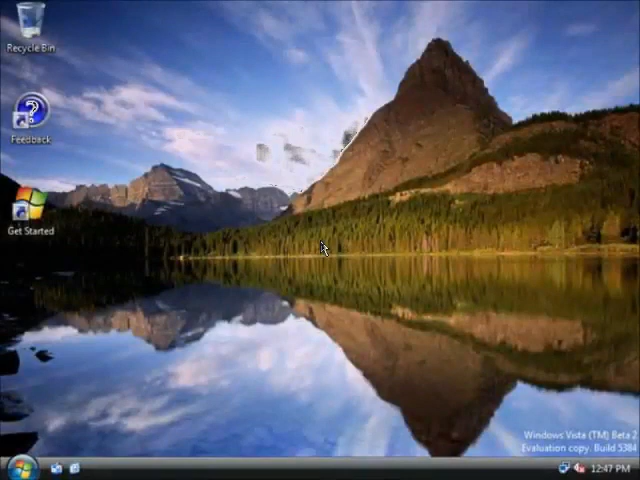 Recycle Bin
Feedback
Get Started
Windows Vista (TM) Beta 2
Evaluation copy. Build 5384
12:47 PM